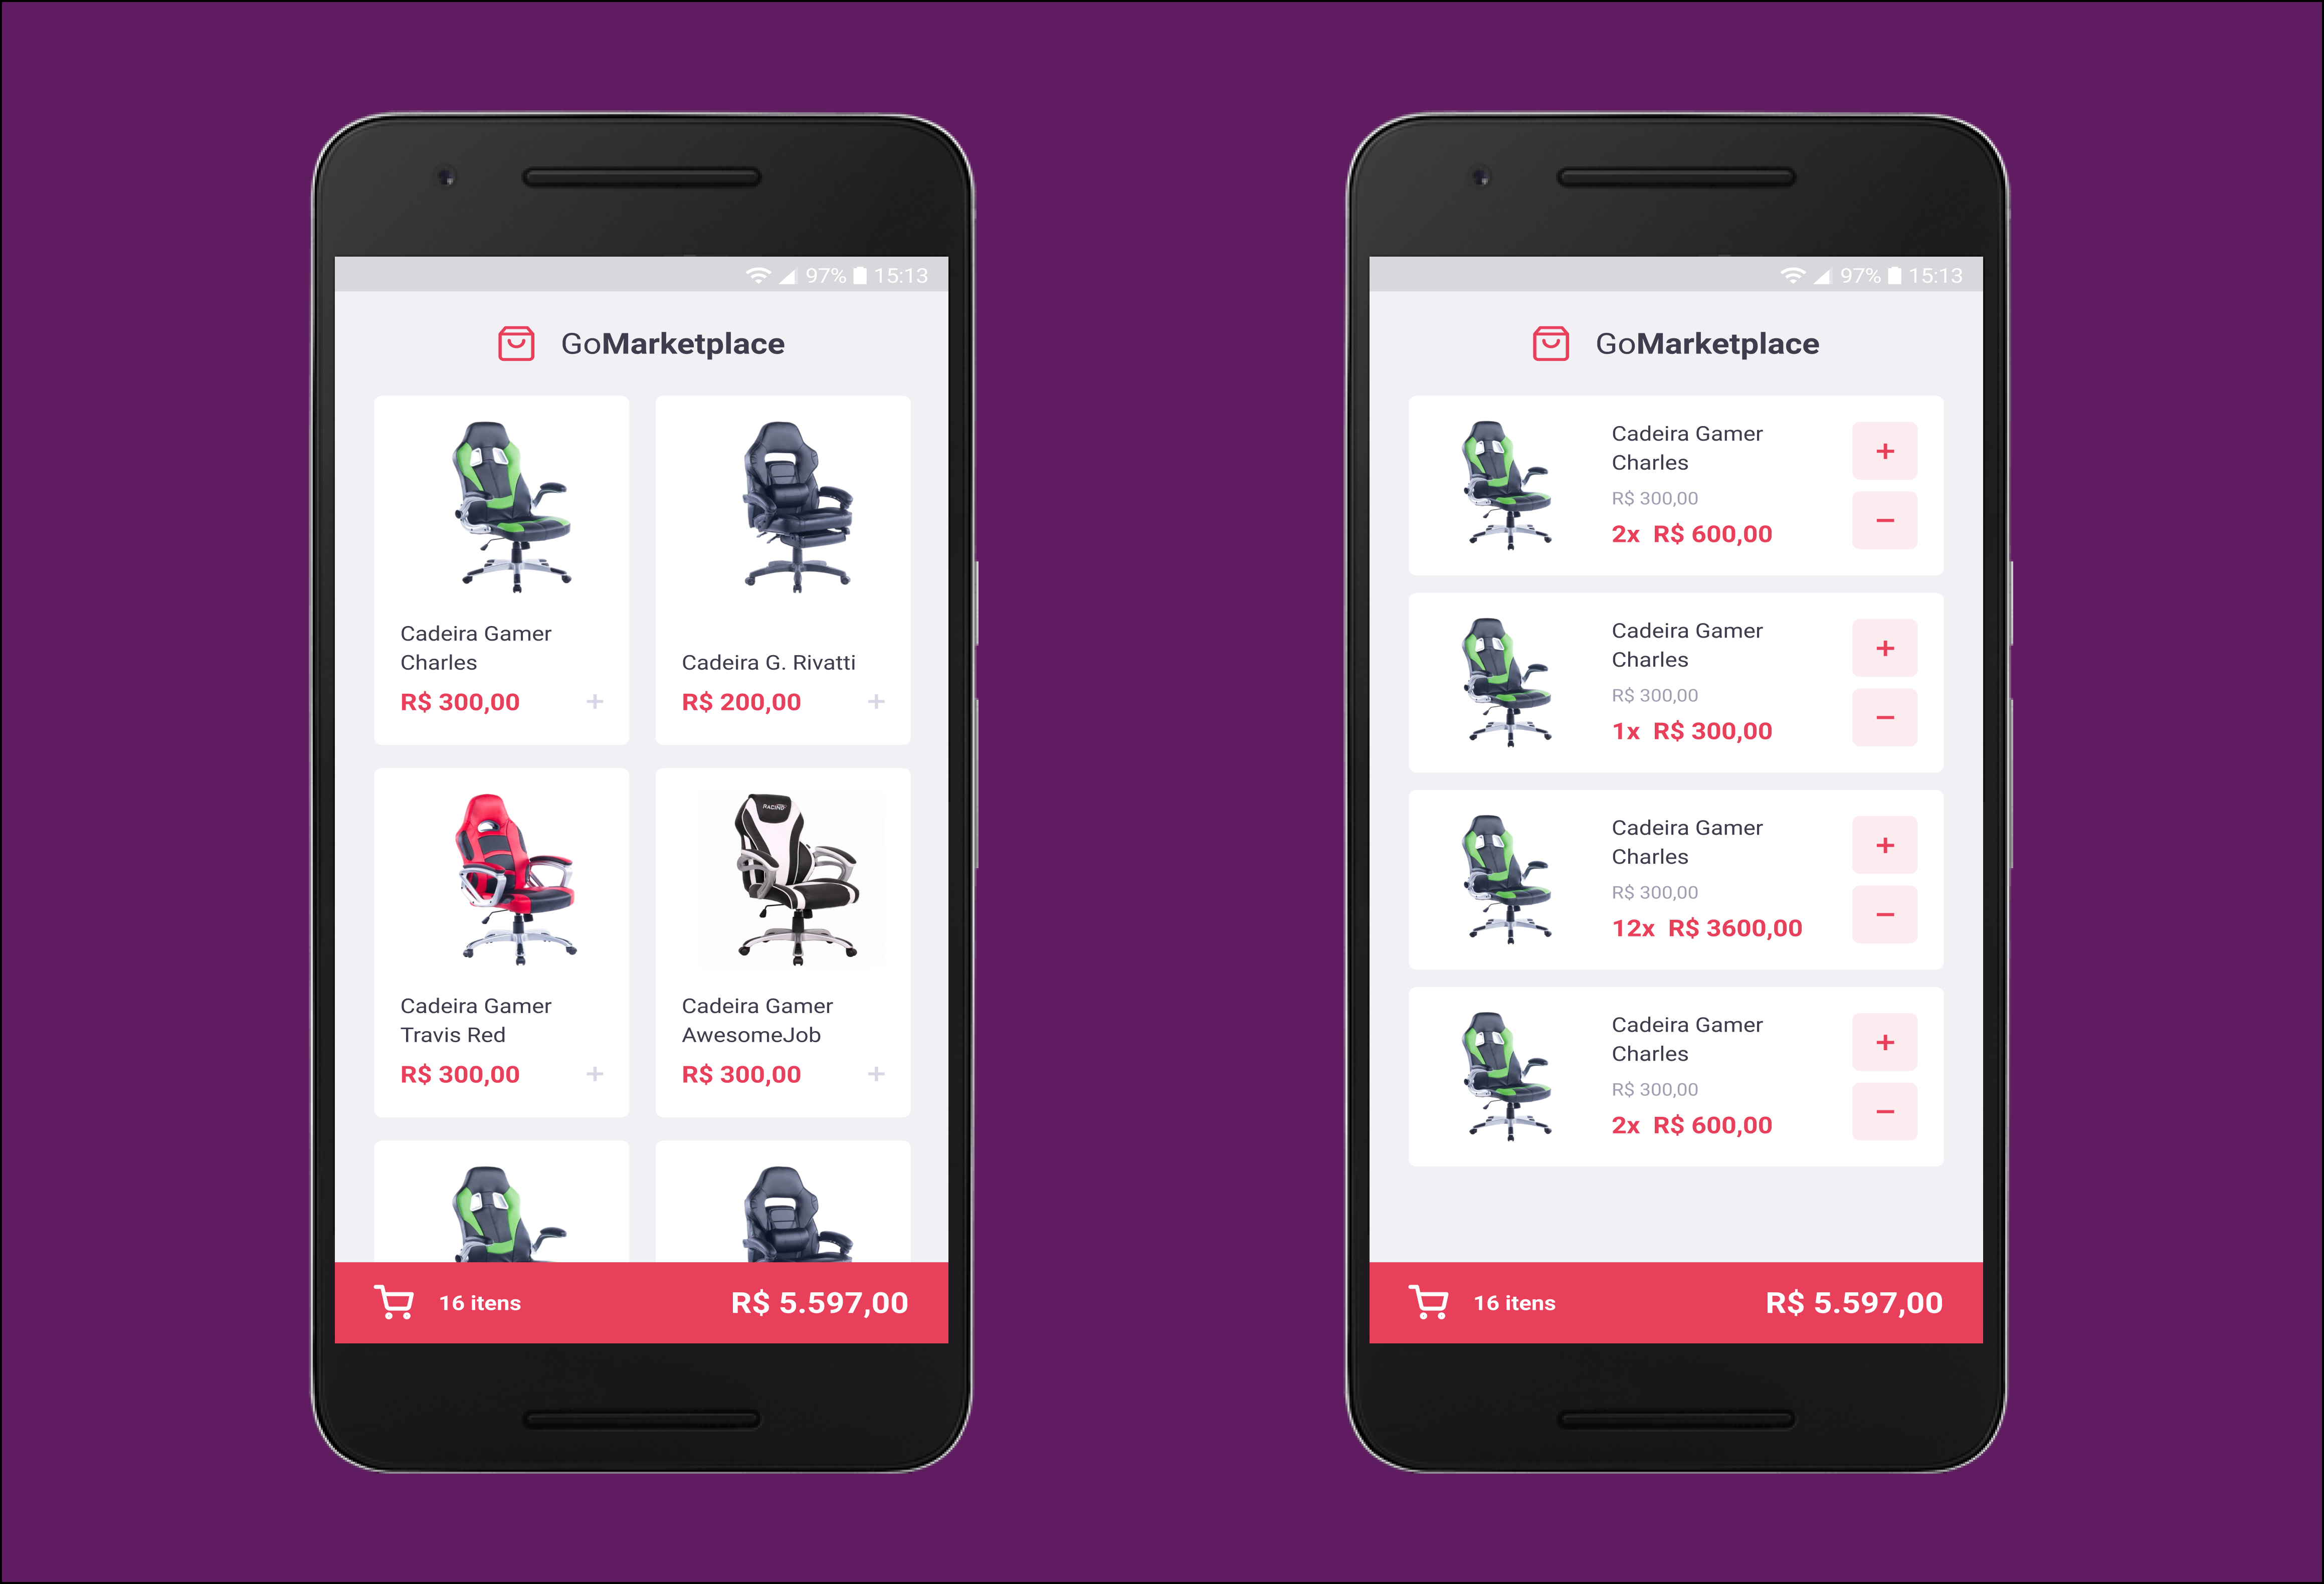 97% 15:13
GoMarketplace
Cadeira Gamer
Charles
R$ 300,00 +
Cadeira G. Rivatti
R$ 200,00 +
RACING
Cadeira Gamer
Travis Red
R$ 300,00 +
Cadeira Gamer
AwesomeJob
R$ 300,00 +
16 itens
R$ 5.597,00
97% 15:13
GoMarketplace
Cadeira Gamer
Charles
R$ 300,00
2x R$ 600,00
+
−
Cadeira Gamer
Charles
R$ 300,00
1x R$ 300,00
+
−
Cadeira Gamer
Charles
R$ 300,00
12x R$ 3600,00
+
−
Cadeira Gamer
Charles
R$ 300,00
2x R$ 600,00
+
−
16 itens
R$ 5.597,00